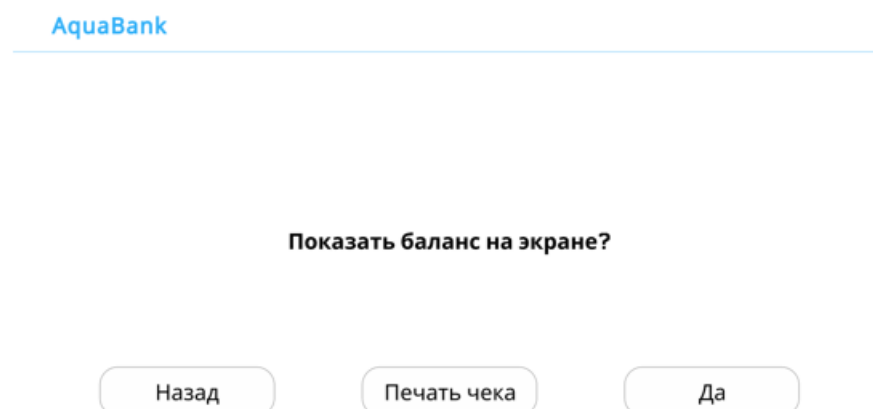 AquaBank
Показать баланс на экране?
Назад
Печать чека
Да